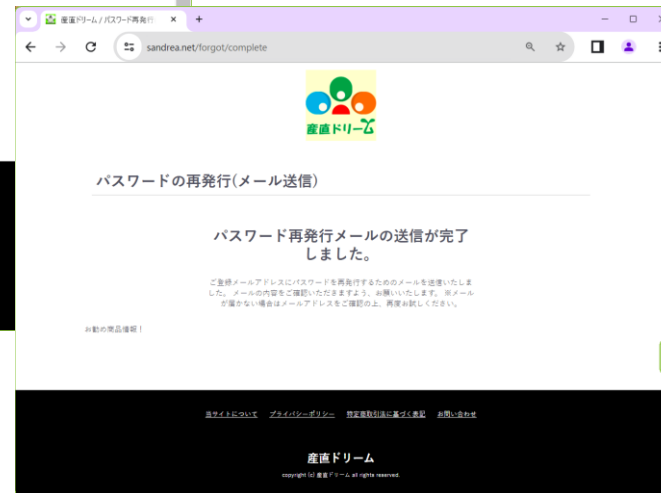 産直ドリーム / パスワード再発行
sandrea.net/forgot/complete
産直ドリーム
パスワードの再発行(メール送信)
パスワード再発行メールの送信が完了
しました。
ご登録メールアドレスにパスワードを再発行するためのメールを送信いたしま
した。 メールの内容をご確認いただきますよう、お願いいたします。 ※メール
が届かない場合はメールアドレスをご確認の上、再度お試しください。
お勧め商品情報！
当サイトについて プライバシーポリシー 特定商取引法に基づく表記 お問い合わせ
産直ドリーム
copyright (c) 産直ドリーム all rights reserved.